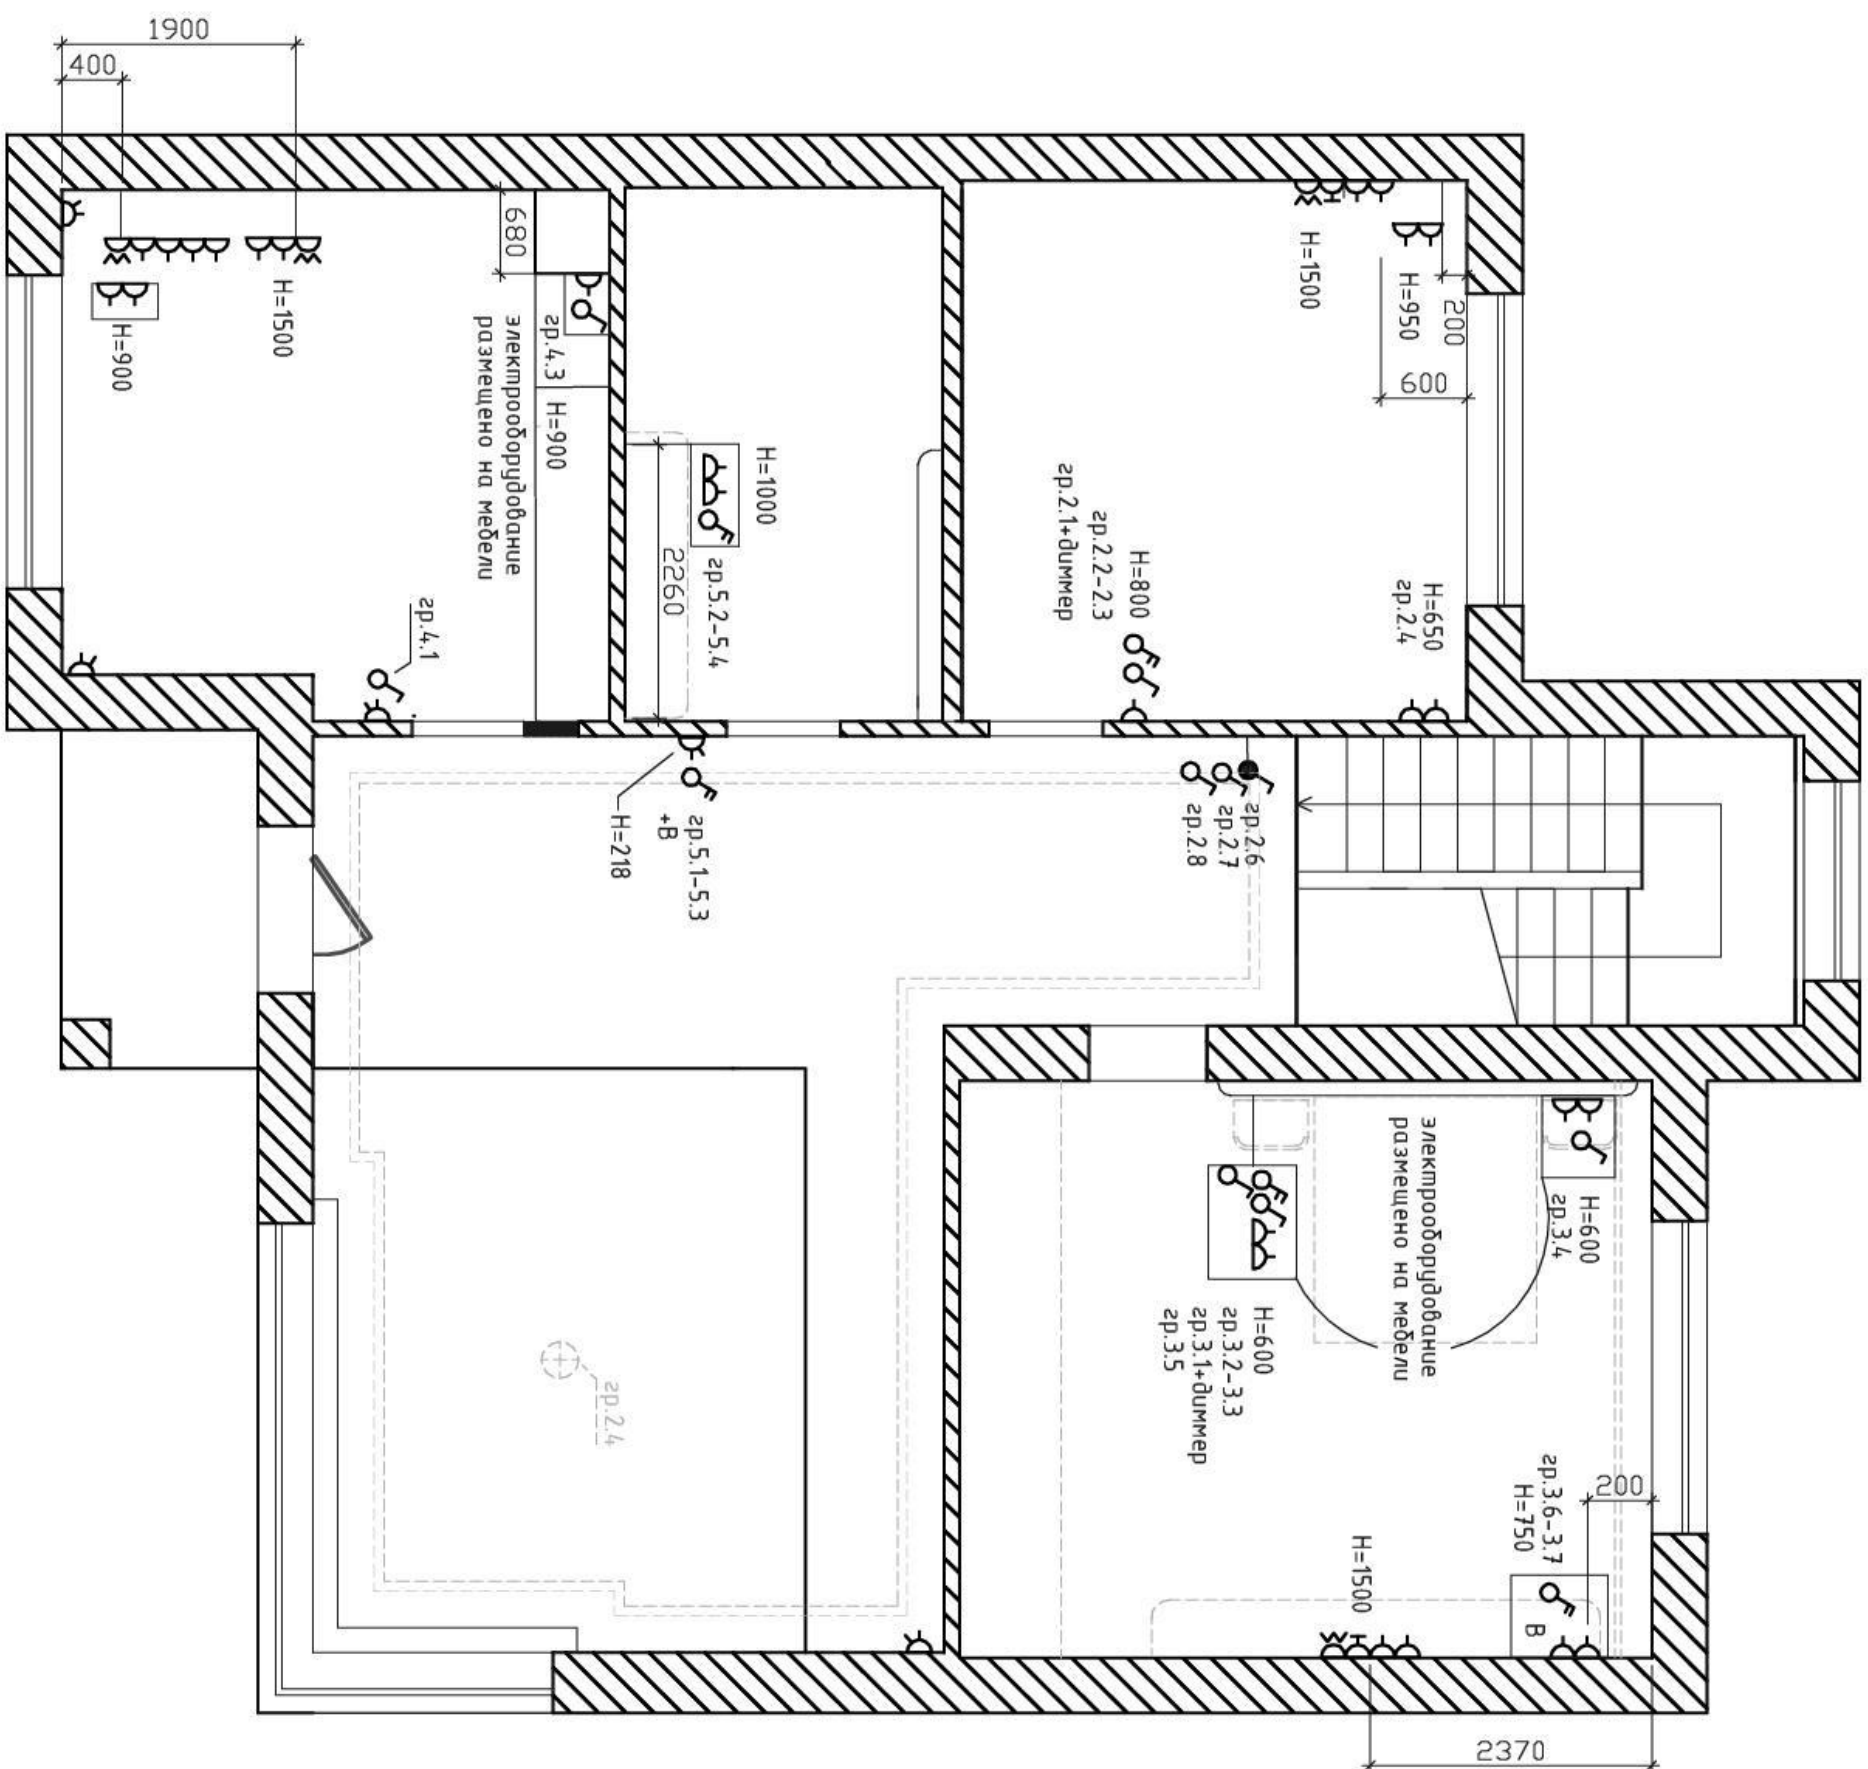 1900
400
680
H=1500
H=900
гр.4.3
H=900
электрооборудование
размещено на мебели
гр.4.1
H=1000
гр.5.2-5.4
2260
H=1500
H=950
200
600
H=800
гр.2.2-2.3
гр.2.1+диммер
H=650
гр.2.4
гр.2.6
гр.2.7
гр.2.8
гр.5.1-5.3
+В
H=218
электрооборудование
размещено на мебели
H=600
гр.3.4
H=600
гр.3.2-3.3
гр.3.1+диммер
гр.3.5
гр.2.4
гр.3.6-3.7
H=750
200
H=1500
В
2370